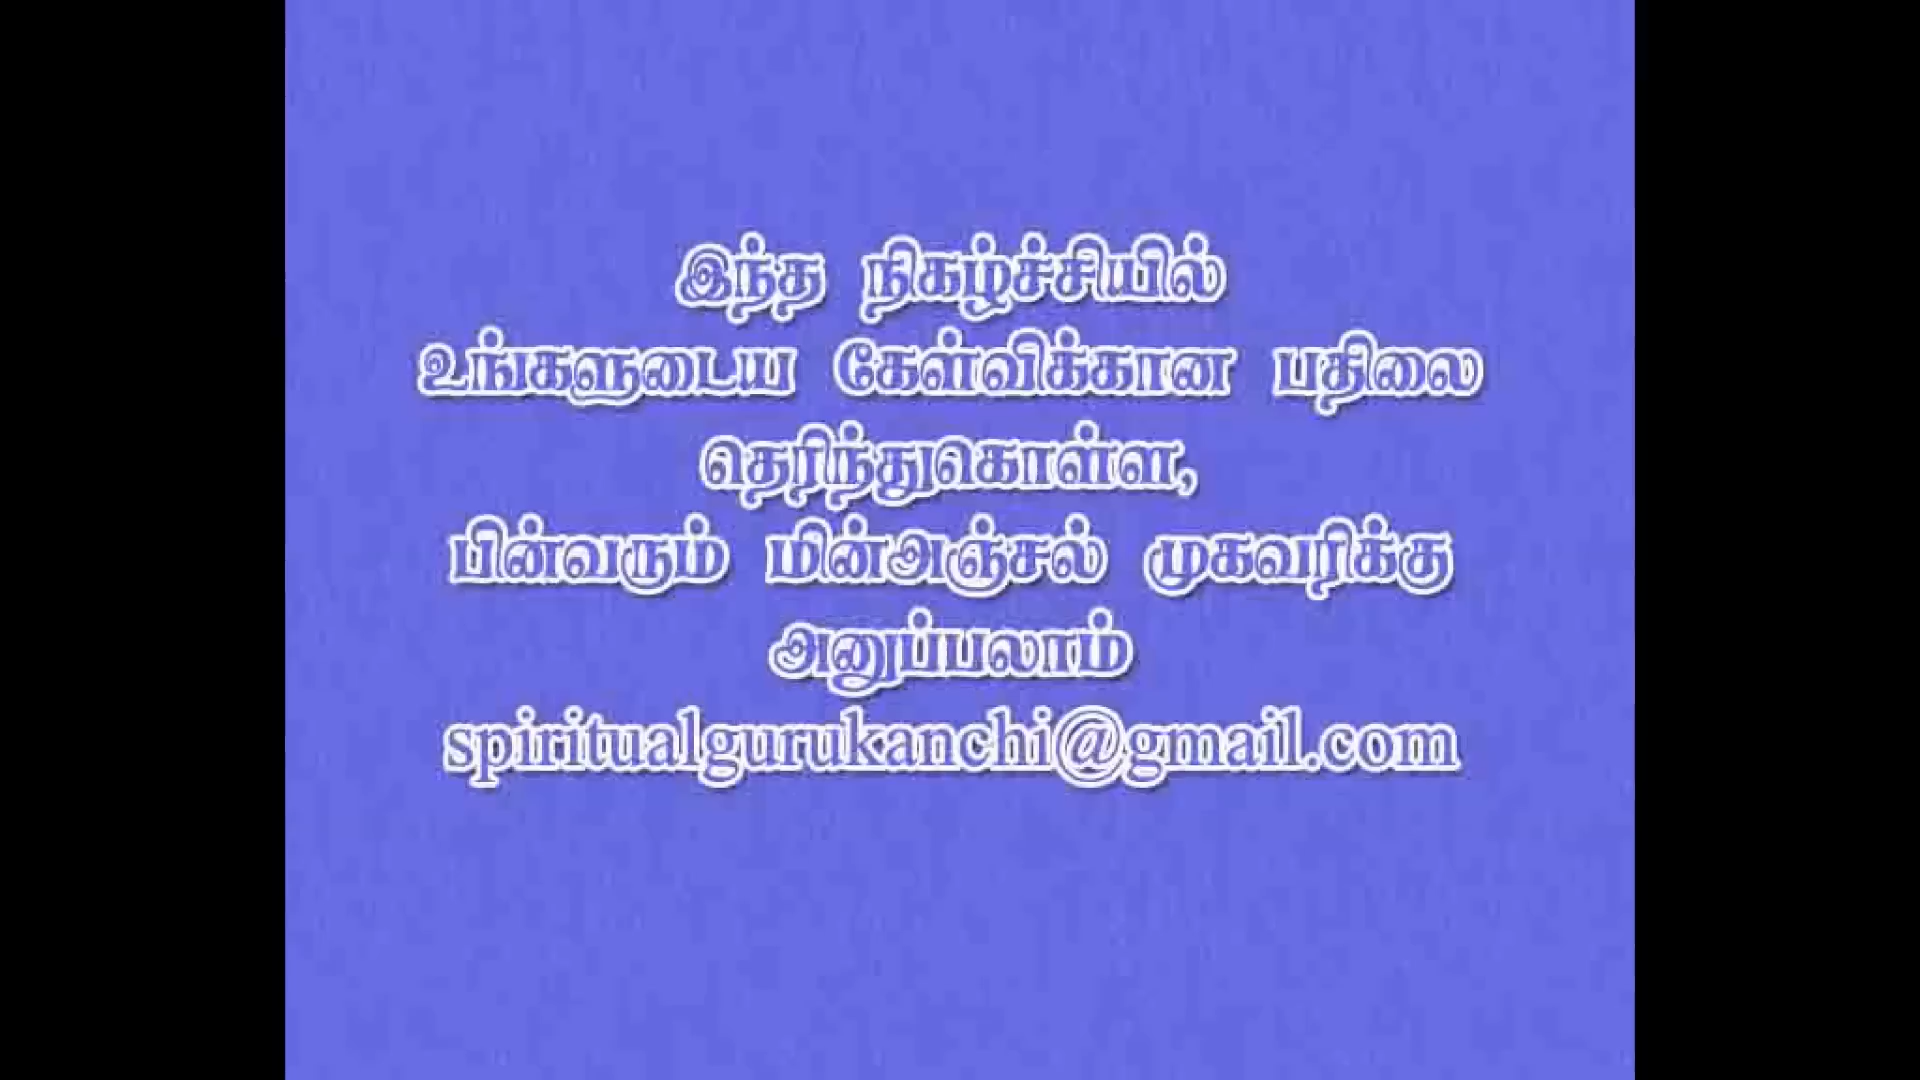 இந்த நிகழ்ச்சியில்
உங்களுடைய கேள்விக்கான பதிலை
தெரிந்துகொள்ள,
பின்வரும் மின்அஞ்சல் முகவரிக்கு
அனுப்பலாம்
spiritualgurukanchi@gmail.com